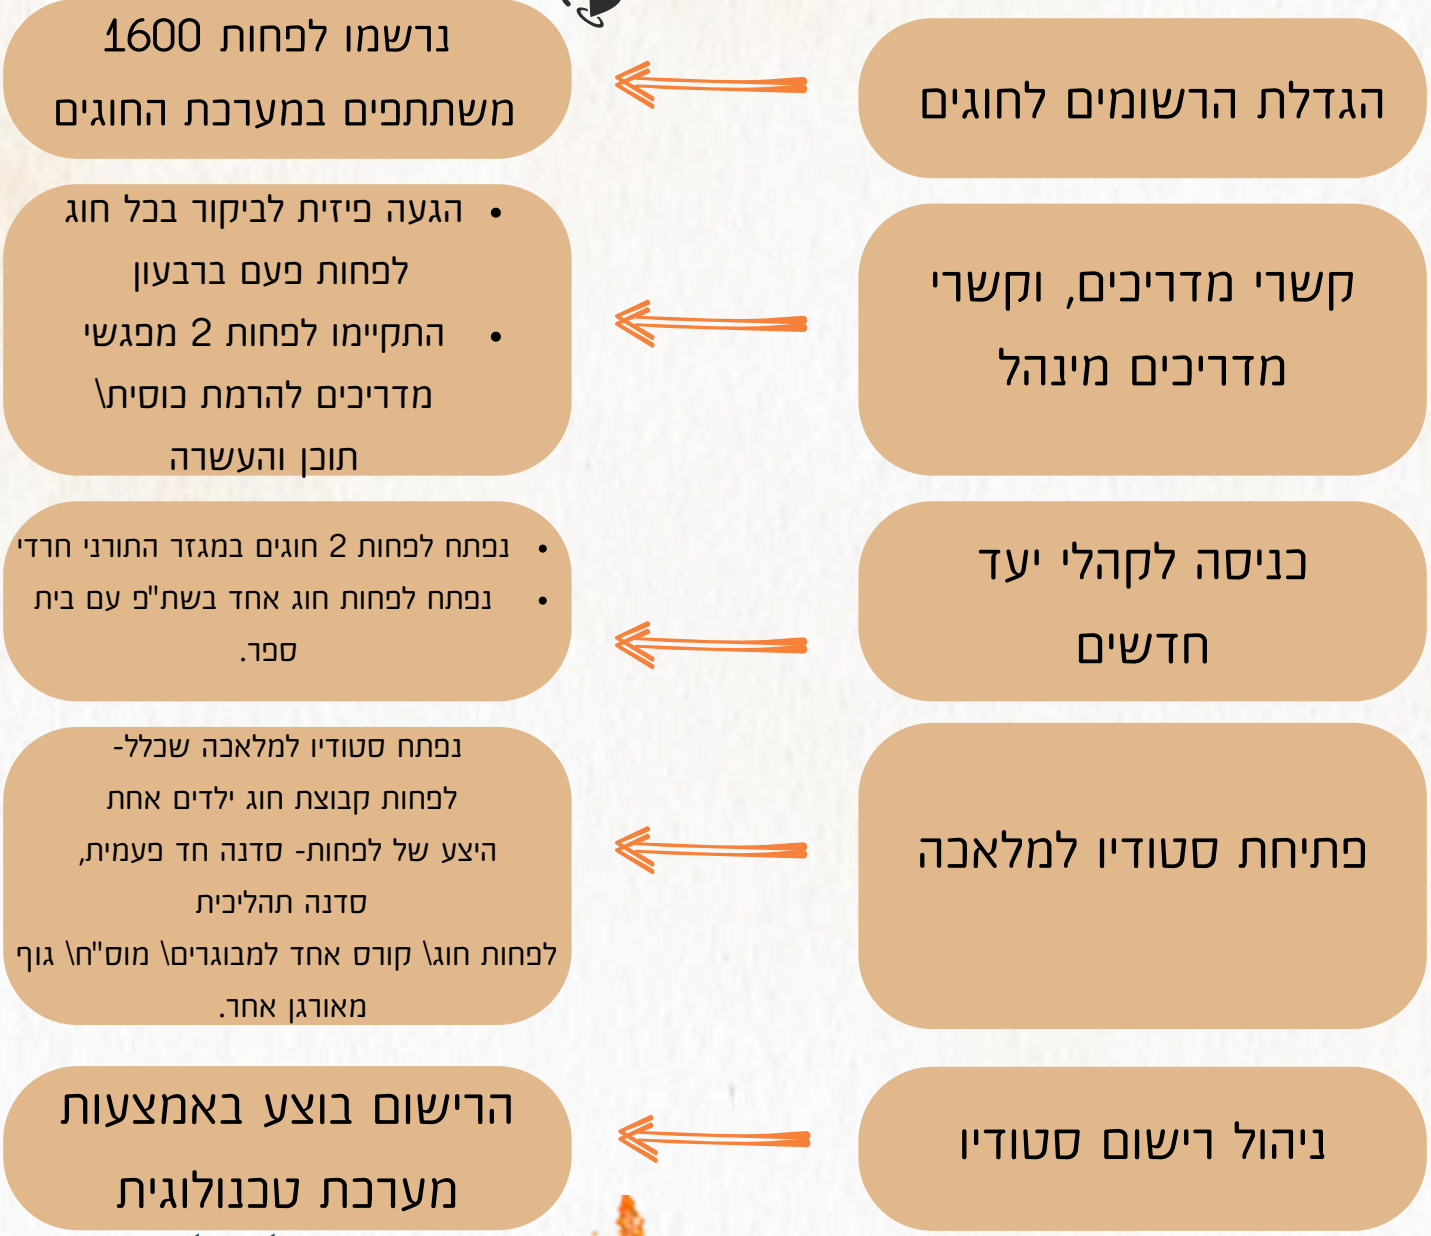 הגדלת הרשומים לחוגים
נרשמו לפחות 1600
משתתפים במערכת החוגים
קשרי מדריכים, וקשרי
מדריכים מינהל
• הגעה פיזית לביקור בכל חוג
לפחות פעם ברבעון
• התקיימו לפחות 2 מפגשי
מדריכים להרמת כוסית\
תוכן והעשרה
כניסה לקהלי יעד
חדשים
• נפתח לפחות 2 חוגים במגזר התורני חרדי
• נפתח לפחות חוג אחד בשת"פ עם בית
ספר.
פתיחת סטודיו למלאכה
נפתח סטודיו למלאכה שכלל-
לפחות קבוצת חוג ילדים אחת
היצע של לפחות- סדנה חד פעמית,
סדנה תהליכית
לפחות חוג\ קורס אחד למבוגרים\ מוס"ח\ גוף
מאורגן אחר.
ניהול רישום סטודיו
הרישום בוצע באמצעות
מערכת טכנולוגית